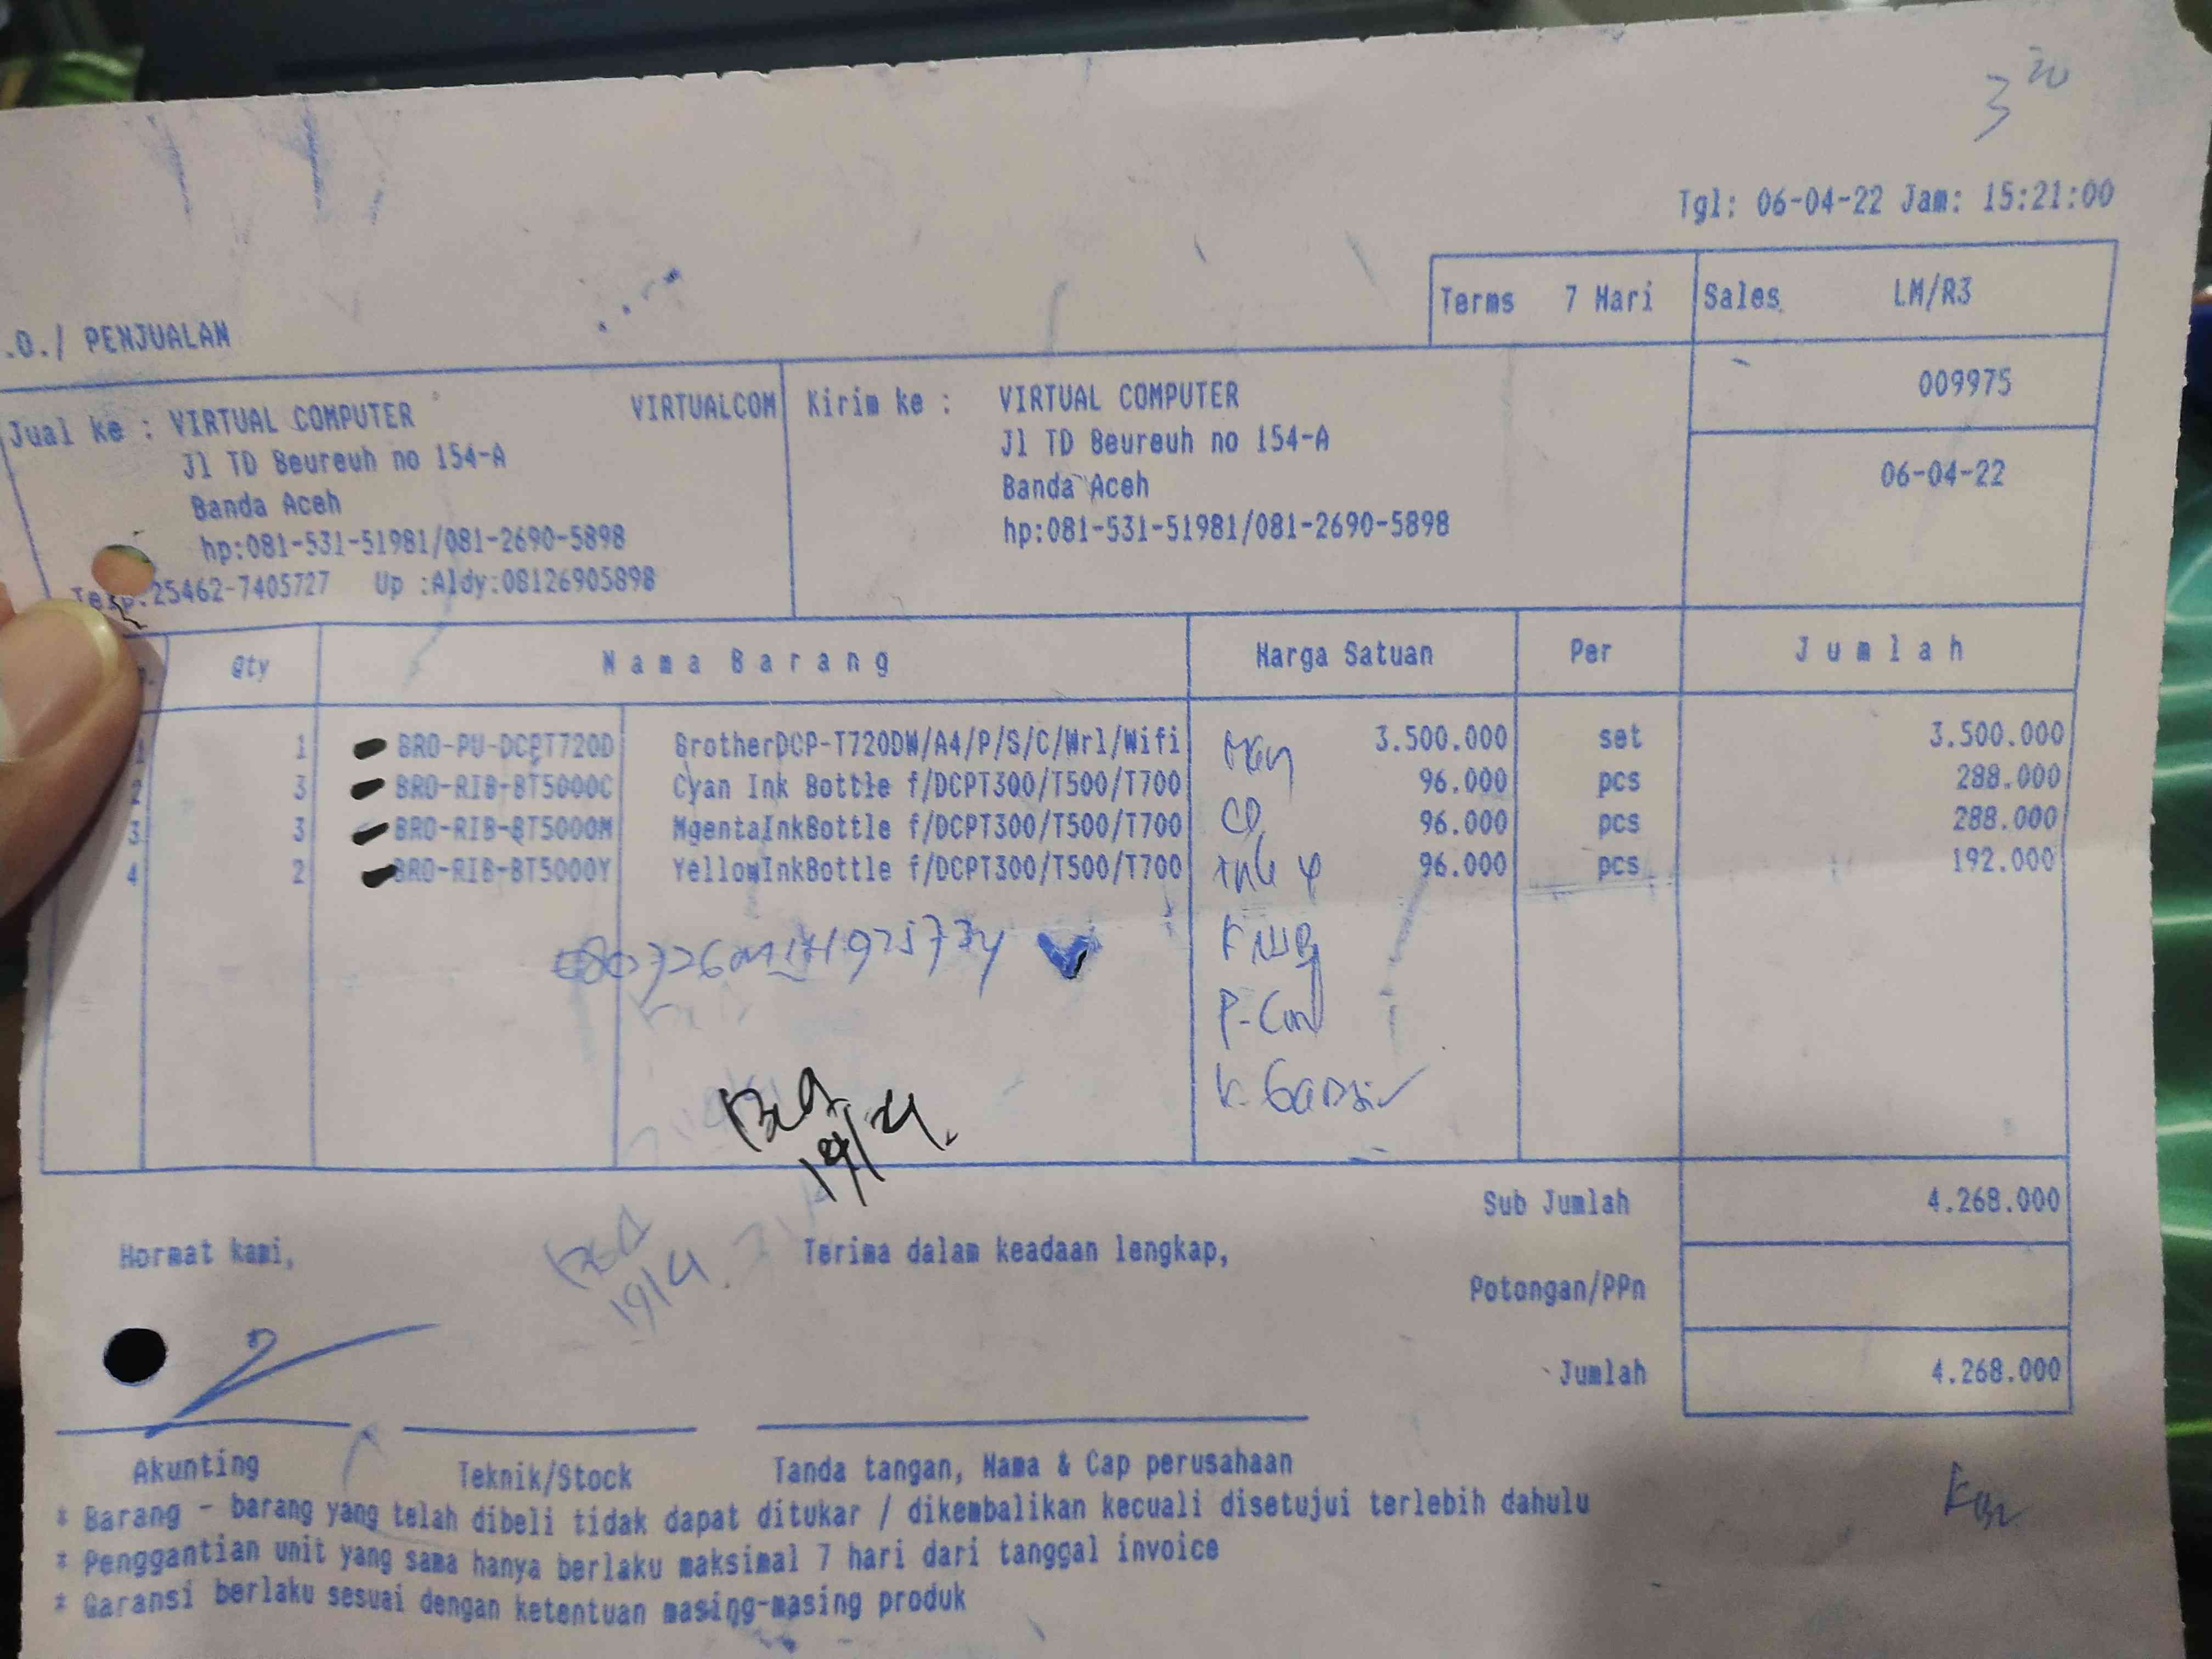 3 20
Tgl: 06-04-22 Jam: 15:21:00
Terms 7 Hari Sales LM/R3
.O./ PENJUALAN
009975
06-04-22
Jual ke : VIRTUAL COMPUTER VIRTUALCOM
Jl TD Beureuh no 154-A
Banda Aceh
hp:081-531-51981/081-2690-5898
25462-7405727 Up :Aldy:08126905898
Kirim ke : VIRTUAL COMPUTER
Jl TD Beureuh no 154-A
Banda Aceh
hp:081-531-51981/081-2690-5898
Qty Nama Barang Harga Satuan Per Jumlah
1 1 BRO-PU-DCPT720D BrotherDCP-T720DW/A4/P/S/C/Wrl/Wifi 3.500.000 set 3.500.000
2 3 BRO-RIB-BT5000C Cyan Ink Bottle f/DCPT300/T500/T700 96.000 pcs 288.000
3 3 BRO-RIB-BT5000M MgentaInkBottle f/DCPT300/T500/T700 CD 96.000 pcs 288.000
4 2 BRO-RIB-BT5000Y YellowInkBottle f/DCPT300/T500/T700 96.000 pcs 192.000
19/4
Sub Jumlah 4.268.000
Potongan/PPn
Jumlah 4.268.000
Hormat kami,
19/4
Terima dalam keadaan lengkap,
Akunting Teknik/Stock Tanda tangan, Nama & Cap perusahaan
* Barang - barang yang telah dibeli tidak dapat ditukar / dikembalikan kecuali disetujui terlebih dahulu
* Penggantian unit yang sama hanya berlaku maksimal 7 hari dari tanggal invoice
* Garansi berlaku sesuai dengan ketentuan masing-masing produk